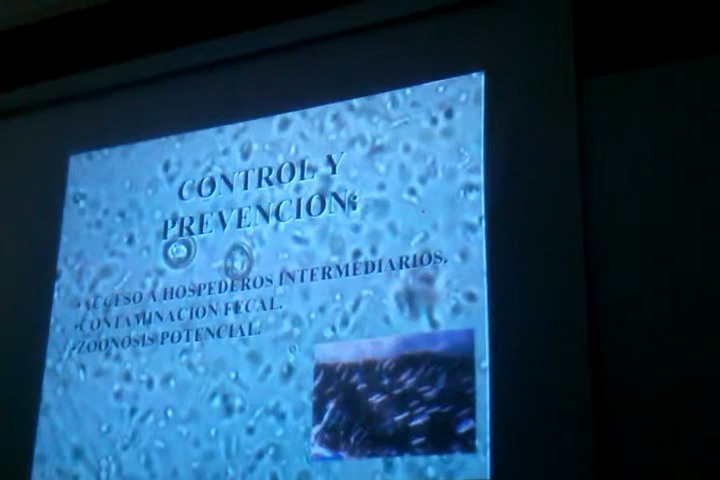 CONTROL Y
PREVENCION:
•ACCESO A HOSPEDEROS INTERMEDIARIOS.
•CONTAMINACION FECAL.
•ZOONOSIS POTENCIAL.